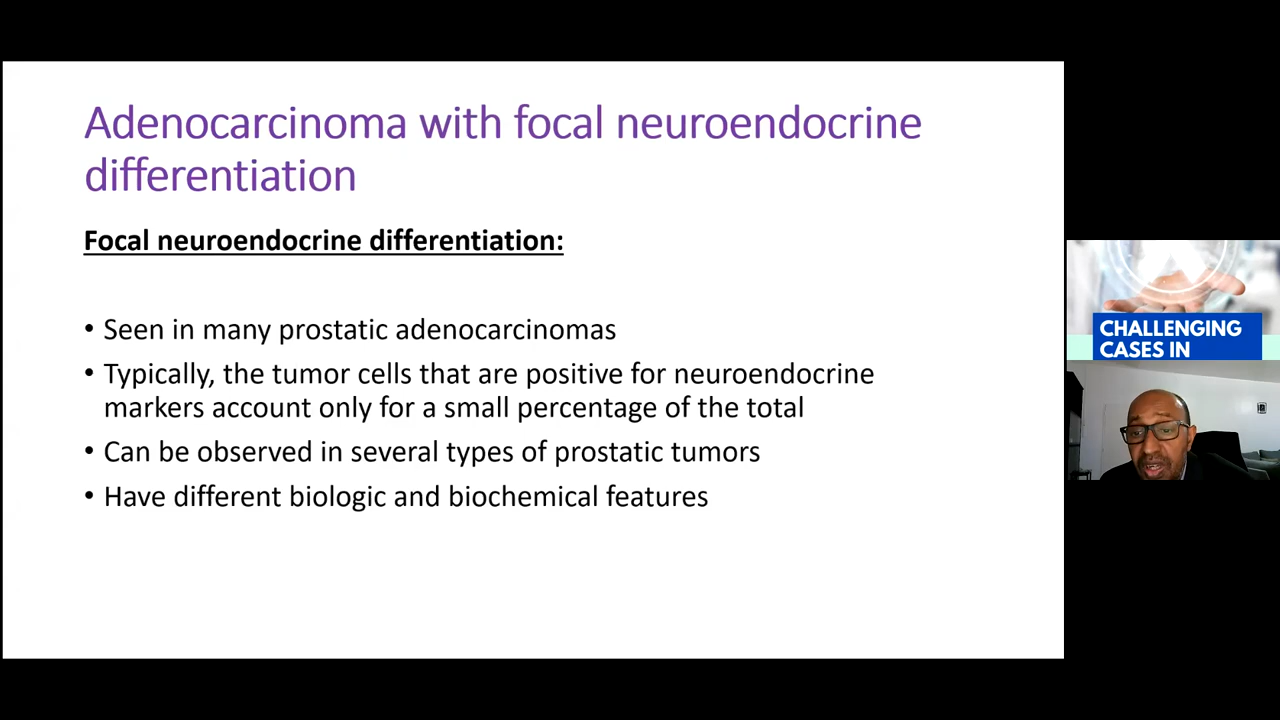 Adenocarcinoma with focal neuroendocrine
differentiation
Focal neuroendocrine differentiation:
• Seen in many prostatic adenocarcinomas
• Typically, the tumor cells that are positive for neuroendocrine
markers account only for a small percentage of the total
• Can be observed in several types of prostatic tumors
• Have different biologic and biochemical features
CHALLENGING
CASES IN